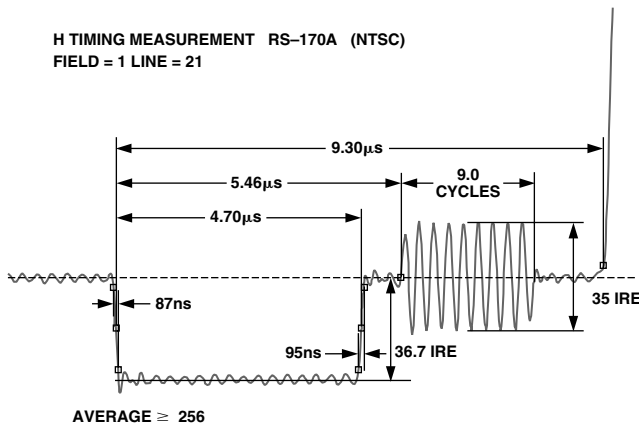 H TIMING MEASUREMENT RS–170A (NTSC)
FIELD = 1 LINE = 21
9.30μs
5.46μs
9.0
CYCLES
4.70μs
87ns
35 IRE
95ns
36.7 IRE
AVERAGE ≥ 256